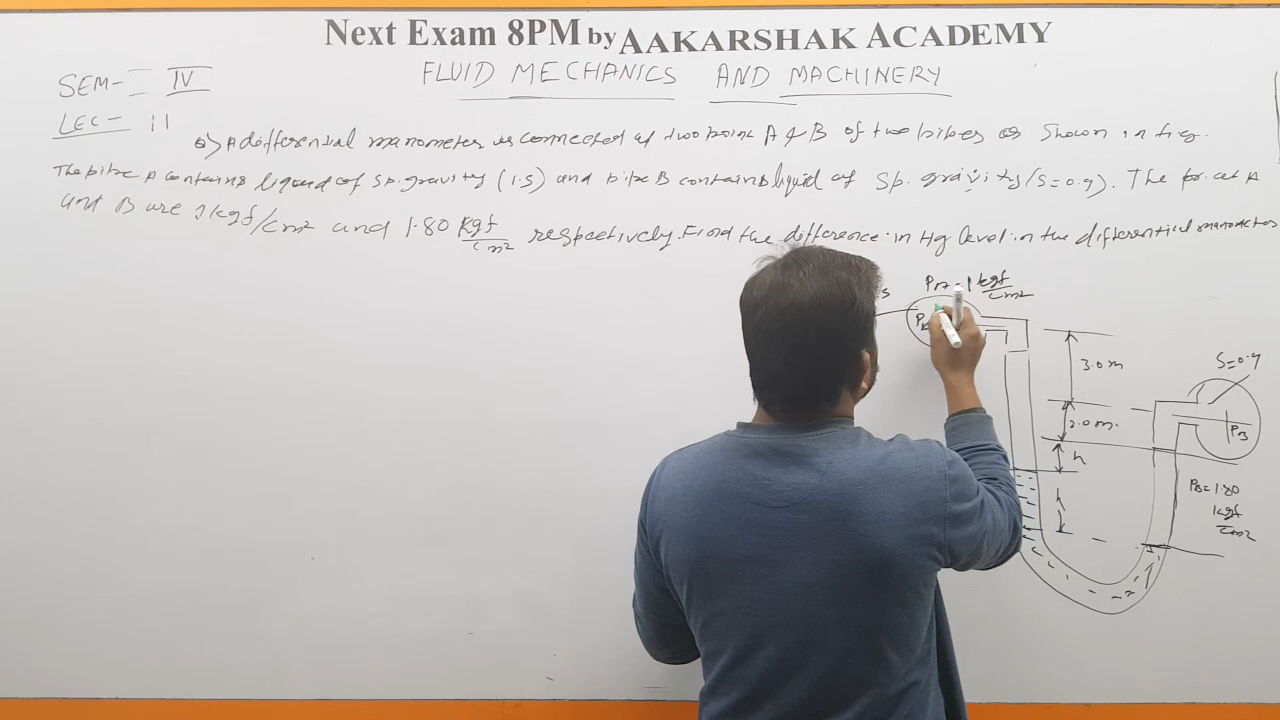 Next Exam 8PM by AAKARSHAK ACADEMY
FLUID MECHANICS AND MACHINERY
SEM- IV
LEC- 11
Q) A differential manometer is connected at two point A & B of two pipes as shown in fig.
The pipe A contains liquid of sp.gravity (1.5) and pipe B contains liquid of sp. gravity (S=0.9). The pr. at A
and B are 1kgf/cm² and 1.80 kgf/cm² respectively. Find the difference in Hg level in the differential manometer
PA = 1 kgf/cm²
PA
3.0m
S=0.9
2.0m.
PB
h
PB=1.80
kgf
cm²
h